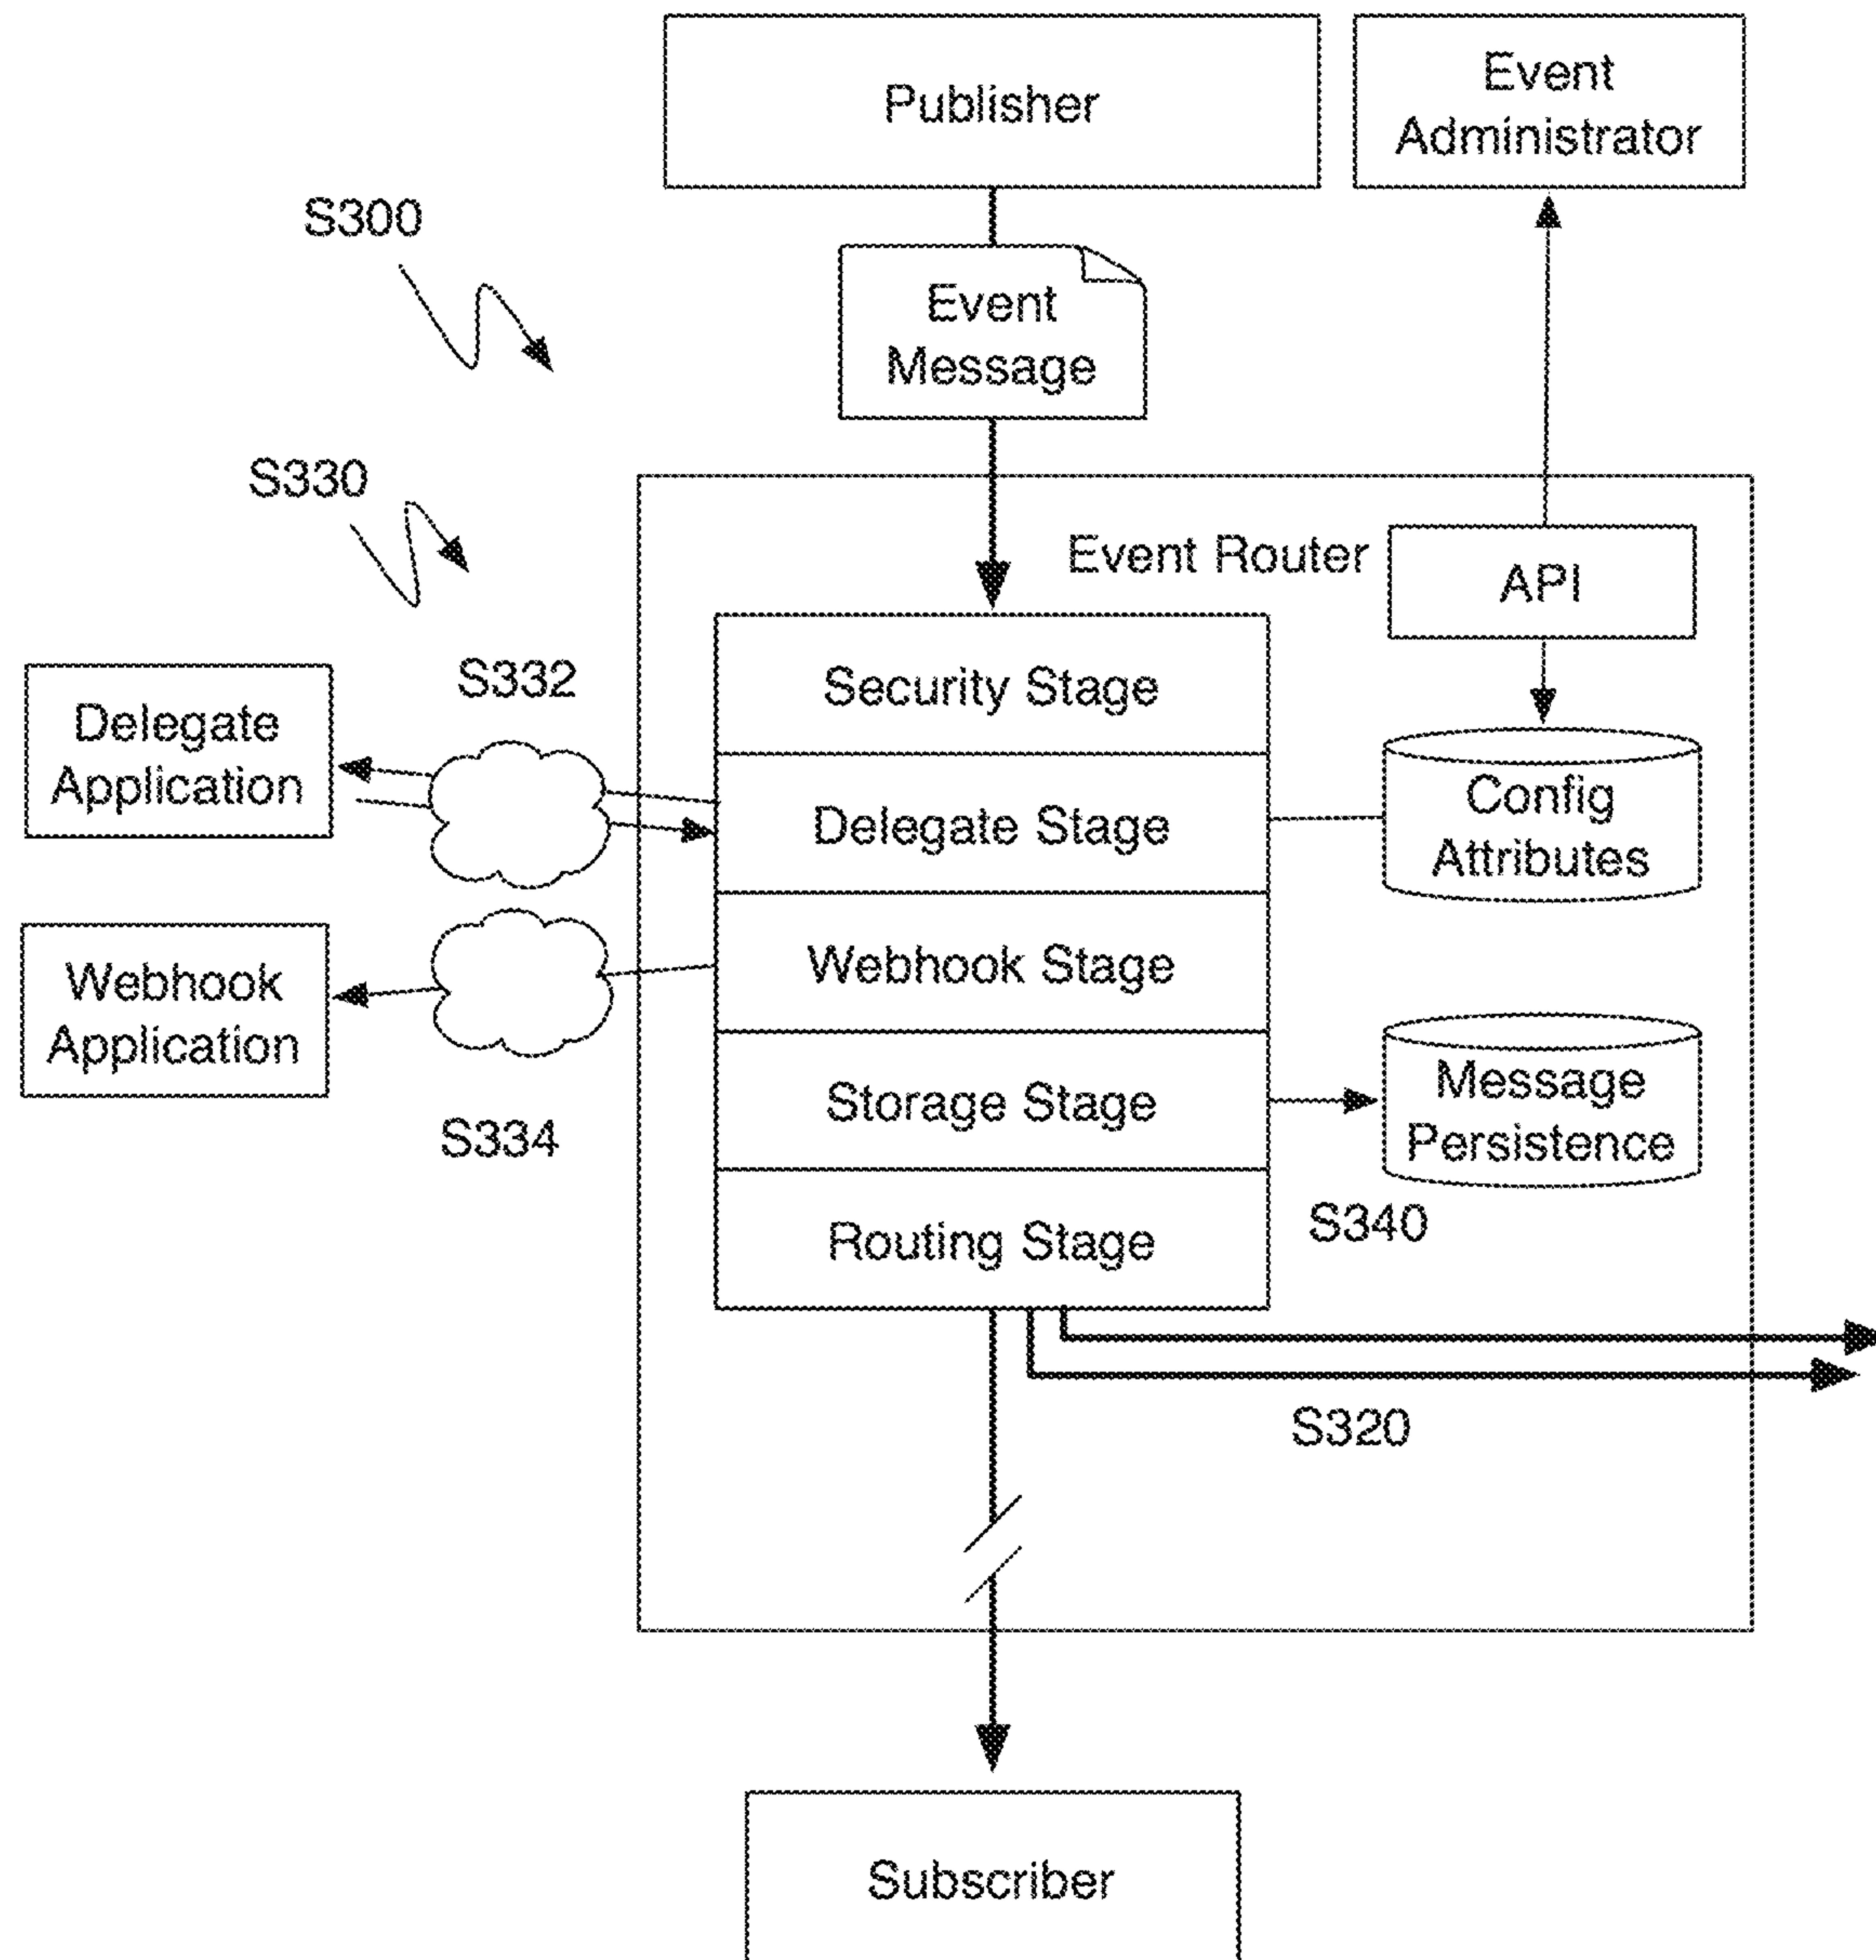 Publisher
Event
Administrator
S300
Event
Message
S330
Event Router
API
Security Stage
S332
Delegate
Application
Delegate Stage
Config
Attributes
Webhook
Application
Webhook Stage
Storage Stage
Message
Persistence
S334
S340
Routing Stage
S320
Subscriber